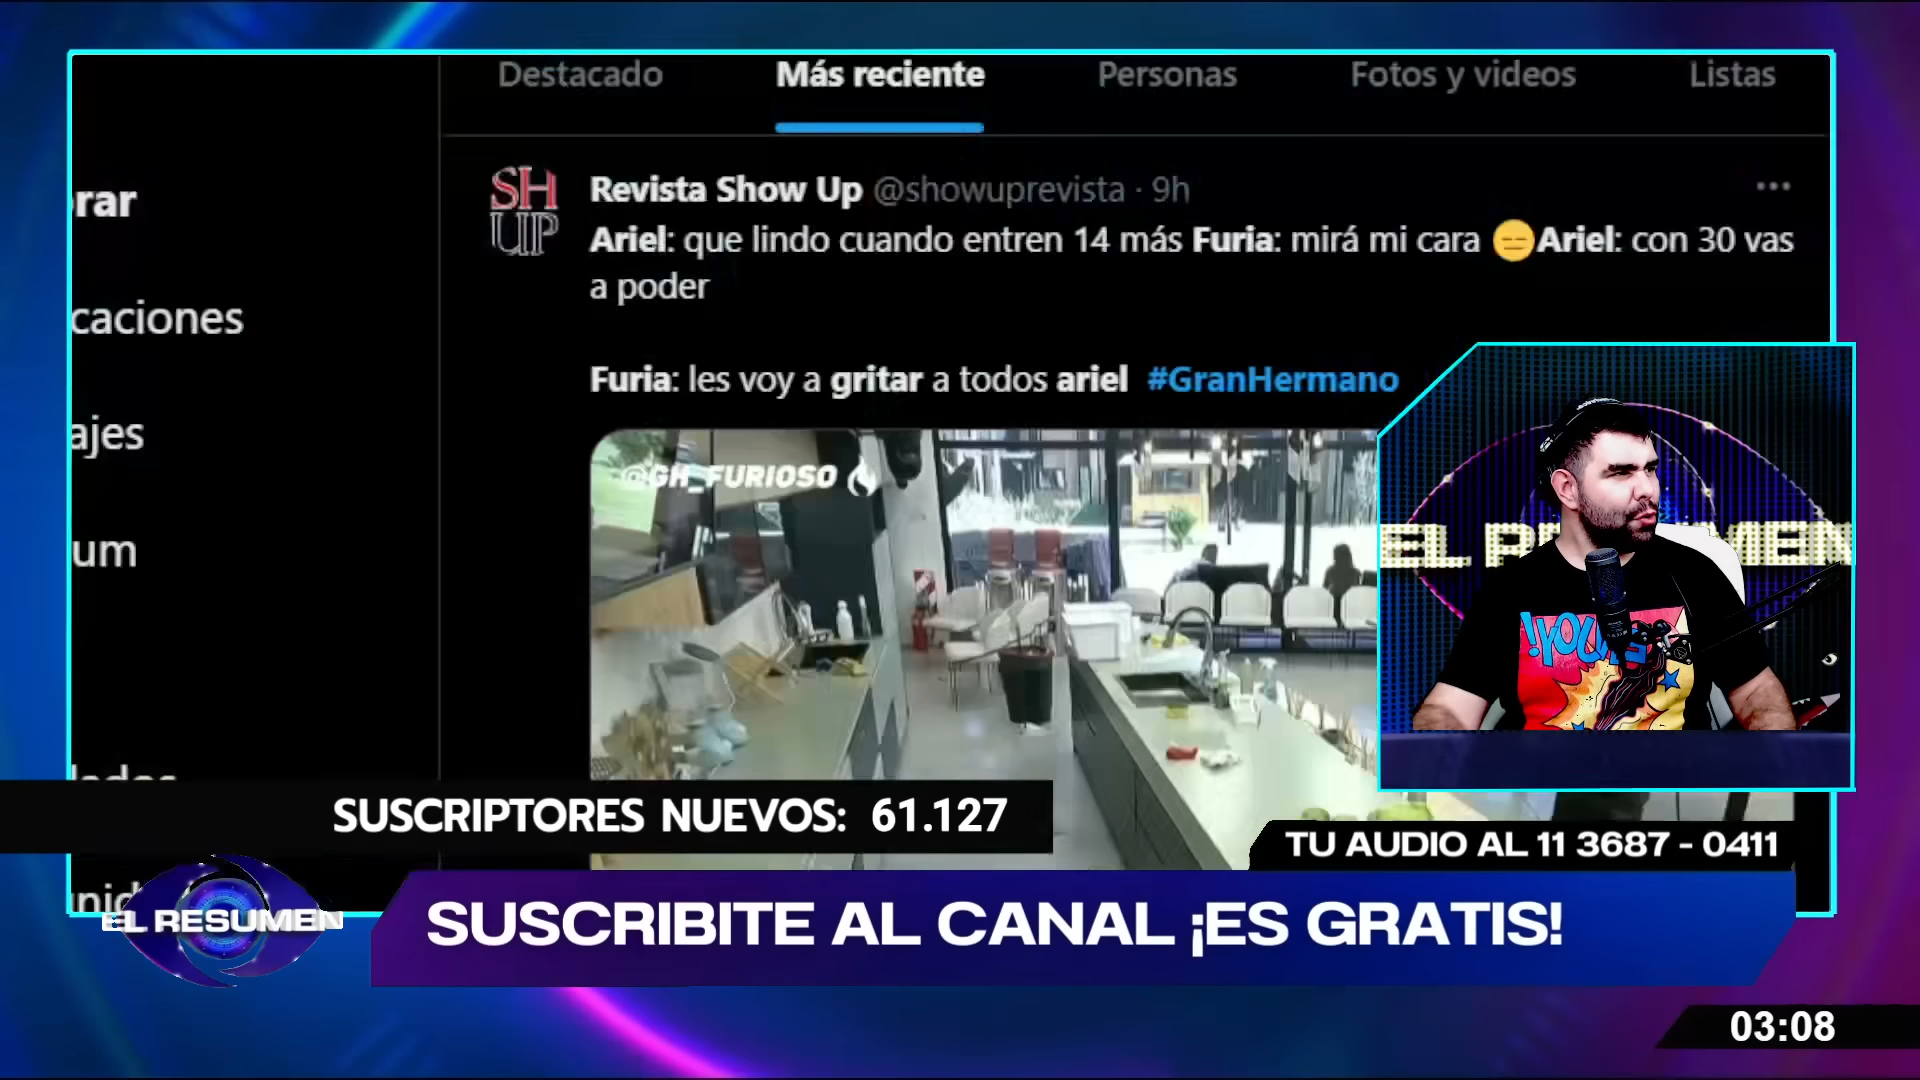 Destacado
Más reciente
Personas
Fotos y videos
Listas
rar
caciones
ajes
um
SH
UP
Revista Show Up @showuprevista · 9h
Ariel: que lindo cuando entren 14 más Furia: mirá mi cara 😑Ariel: con 30 vas
a poder
Furia: les voy a gritar a todos ariel #GranHermano
@GH_FURIOSO
SUSCRIPTORES NUEVOS: 61.127
TU AUDIO AL 11 3687 - 0411
EL RESUMEN
SUSCRIBITE AL CANAL ¡ES GRATIS!
03:08